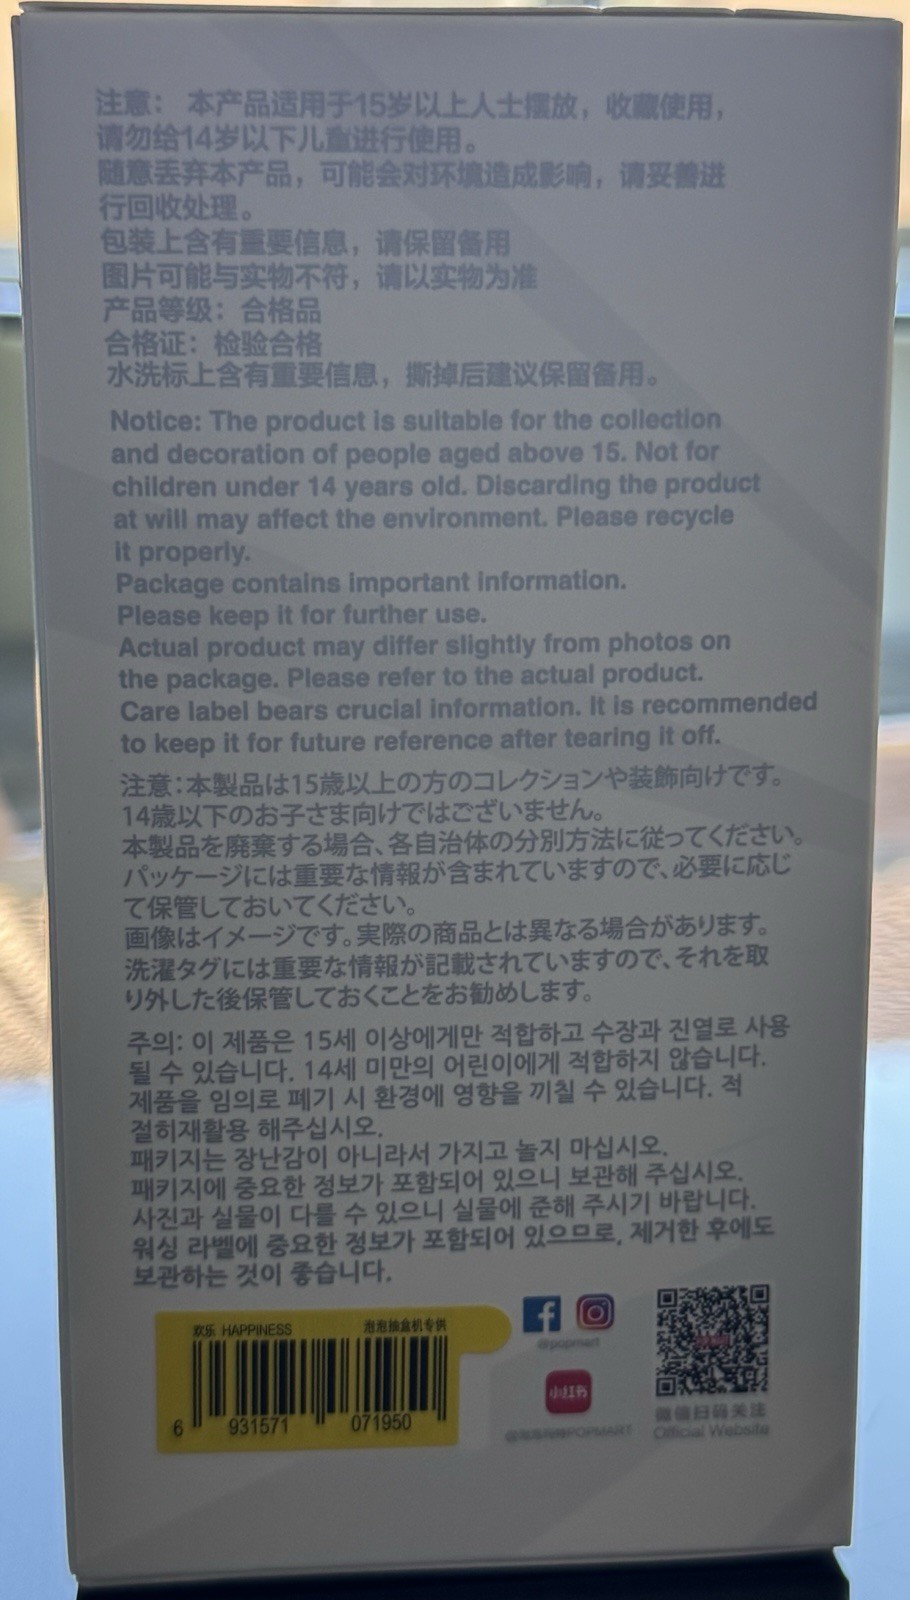 注意： 本产品适用于15岁以上人士摆放，收藏使用，
请勿给14岁以下儿童进行使用。
随意丢弃本产品，可能会对环境造成影响，请妥善进
行回收处理。
包装上含有重要信息，请保留备用
图片可能与实物不符，请以实物为准
产品等级：合格品
合格证：检验合格
水洗标上含有重要信息，撕掉后建议保留备用。
Notice: The product is suitable for the collection
and decoration of people aged above 15. Not for
children under 14 years old. Discarding the product
at will may affect the environment. Please recycle
it properly.
Package contains important information.
Please keep it for further use.
Actual product may differ slightly from photos on
the package. Please refer to the actual product.
Care label bears crucial information. It is recommended
to keep it for future reference after tearing it off.
注意：本製品は15歳以上の方のコレクションや装飾向けです。
14歳以下のお子さま向けではございません。
本製品を廃棄する場合、各自治体の分別方法に従ってください。
パッケージには重要な情報が含まれていますので、必要に応じ
て保管しておいてください。
画像はイメージです。実際の商品とは異なる場合があります。
洗濯タグには重要な情報が記載されていますので、それを取
り外した後保管しておくことをお勧めします。
주의: 이 제품은 15세 이상에게만 적합하고 수장과 진열로 사용
될 수 있습니다. 14세 미만의 어린이에게 적합하지 않습니다.
제품을 임의로 폐기 시 환경에 영향을 끼칠 수 있습니다. 적
절히재활용 해주십시오.
패키지는 장난감이 아니라서 가지고 놀지 마십시오.
패키지에 중요한 정보가 포함되어 있으니 보관해 주십시오.
사진과 실물이 다를 수 있으니 실물에 준해 주시기 바랍니다.
워싱 라벨에 중요한 정보가 포함되어 있으므로, 제거한 후에도
보관하는 것이 좋습니다.
欢乐 HAPPINESS 泡泡抽盒机专供
6 931571 071950
@popmart
小红书
POPMART
微信扫码关注
Official Website